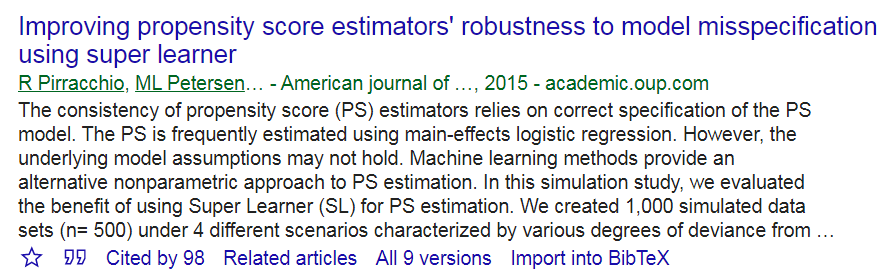 Improving propensity score estimators' robustness to model misspecification
using super learner
R Pirracchio, ML Petersen… - American journal of …, 2015 - academic.oup.com
The consistency of propensity score (PS) estimators relies on correct specification of the PS
model. The PS is frequently estimated using main-effects logistic regression. However, the
underlying model assumptions may not hold. Machine learning methods provide an
alternative nonparametric approach to PS estimation. In this simulation study, we evaluated
the benefit of using Super Learner (SL) for PS estimation. We created 1,000 simulated data
sets (n= 500) under 4 different scenarios characterized by various degrees of deviance from …
Cited by 98 Related articles All 9 versions Import into BibTeX